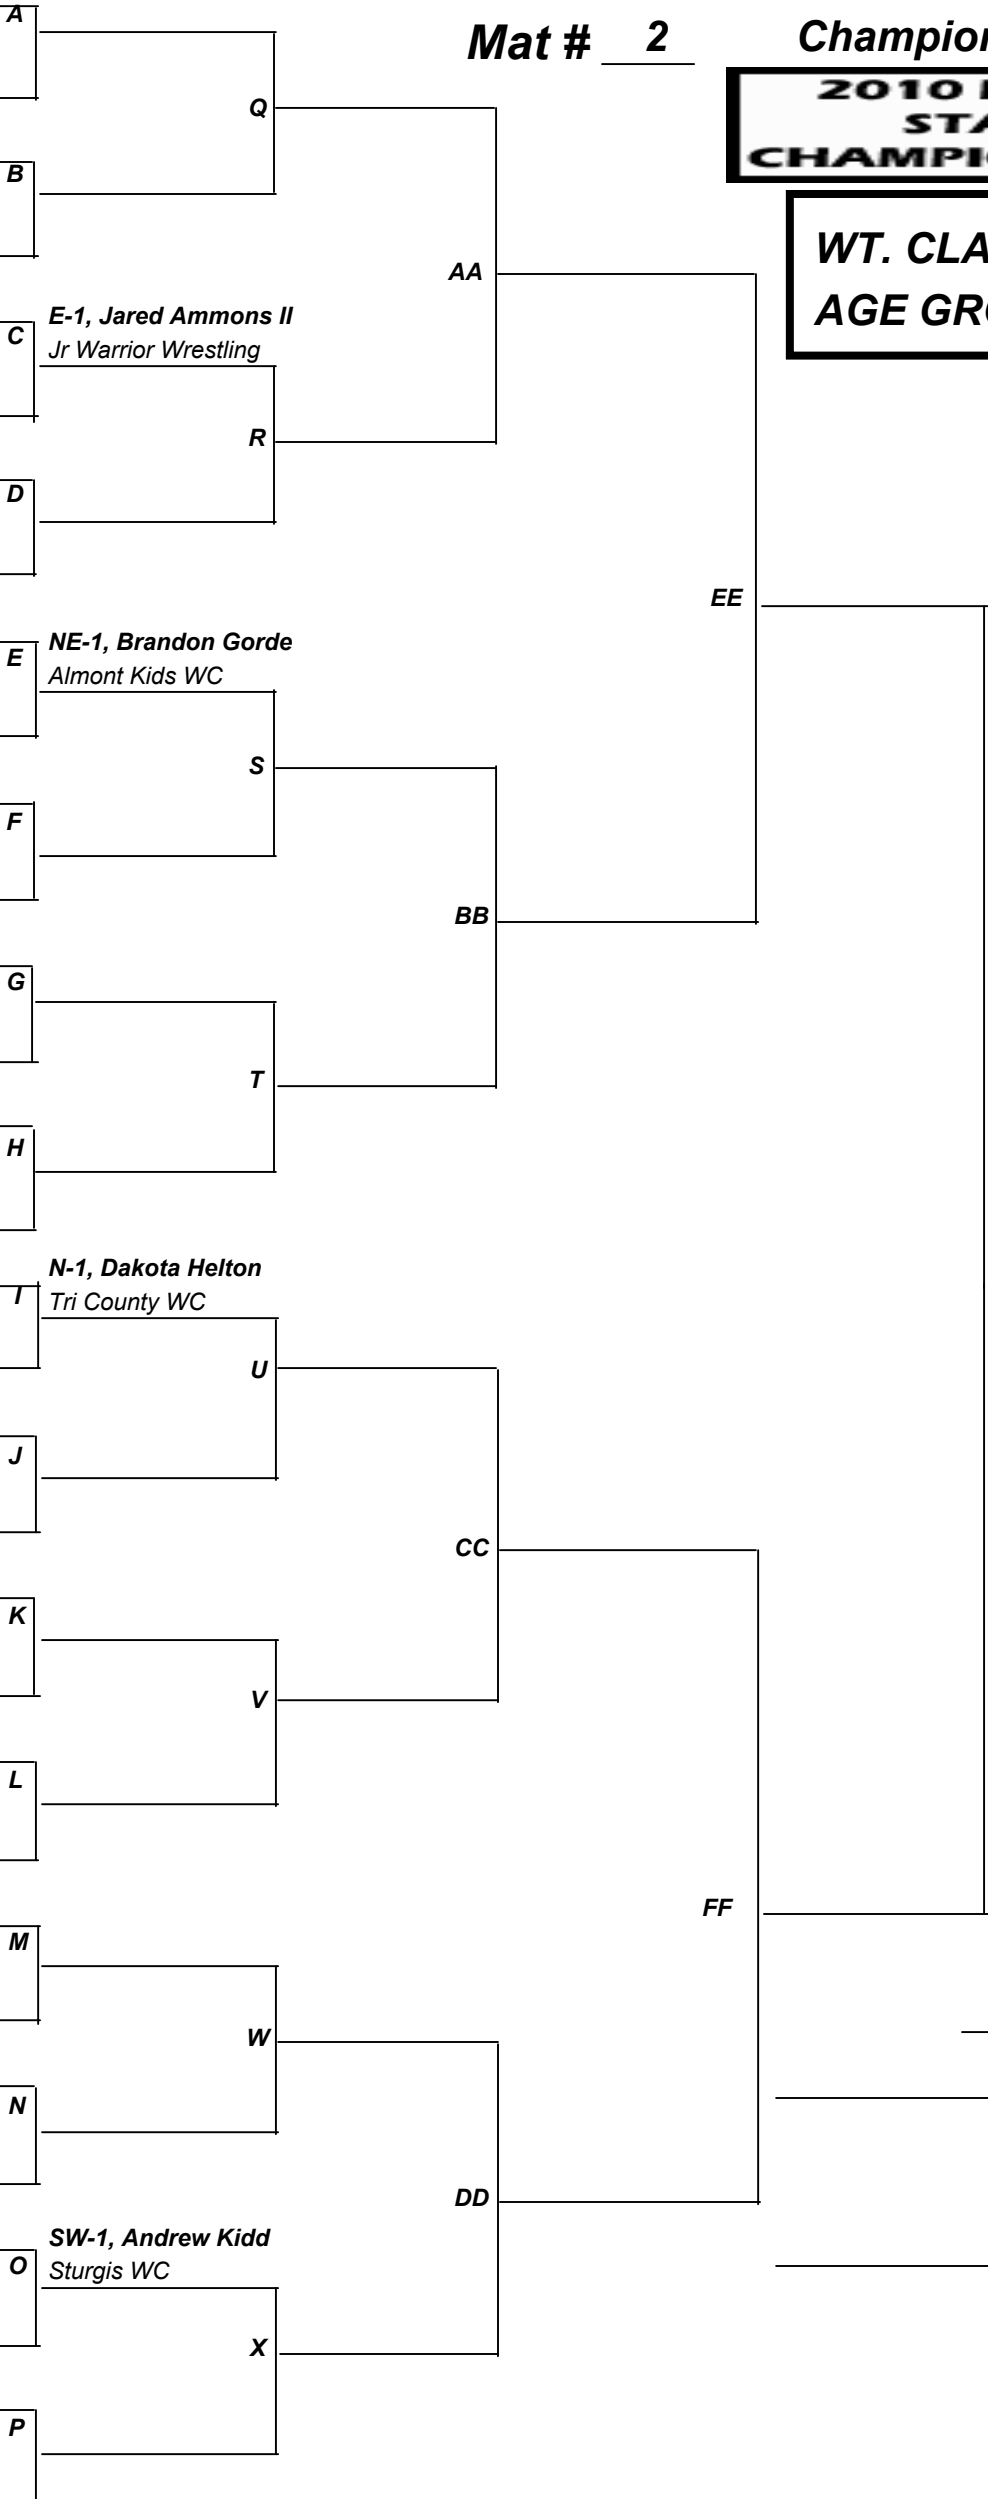 A
Mat # 2
Champion
2010
STA
CHAMPI
Q
B
WT. CLA
AGE GRO
AA
E-1, Jared Ammons II
C
Jr Warrior Wrestling
R
D
EE
NE-1, Brandon Gorde
E
Almont Kids WC
S
F
BB
G
T
H
N-1, Dakota Helton
I
Tri County WC
U
J
CC
K
V
L
FF
M
W
N
DD
SW-1, Andrew Kidd
O
Sturgis WC
X
P